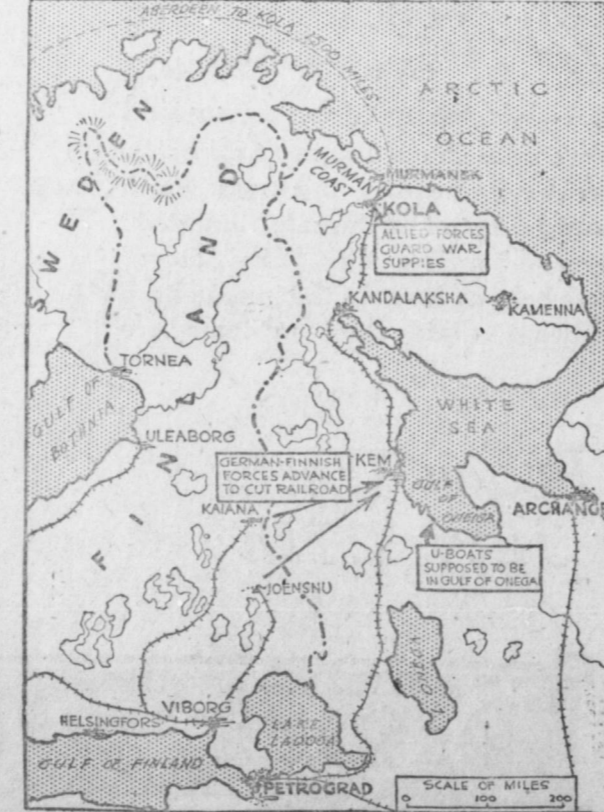 ABERDEEN TO KOLA 1500 MILES
ARCTIC
OCEAN
SWEDEN
FINLAND
MURMAN
COAST
MURMANSK
KOLA
ALLIED FORCES
GUARD WAR
SUPPIES
KANDALAKSHA
KAMENNA
TORNEA
GULF OF
BOTHNIA
WHITE
SEA
ULEABORG
GERMAN-FINNISH
FORCES ADVANCE
TO CUT RAILROAD
KEM
GULF
OF
ONEGA
ARCHANG
KAIANA
U-BOATS
SUPPOSED TO BE
IN GULF OF ONEGA
JOENSNU
L. ONEGA
VIBORG
HELSINGFORS
LAKE
LADOGA
GULF OF FINLAND
PETROGRAD
SCALE OF MILES
0 100 200